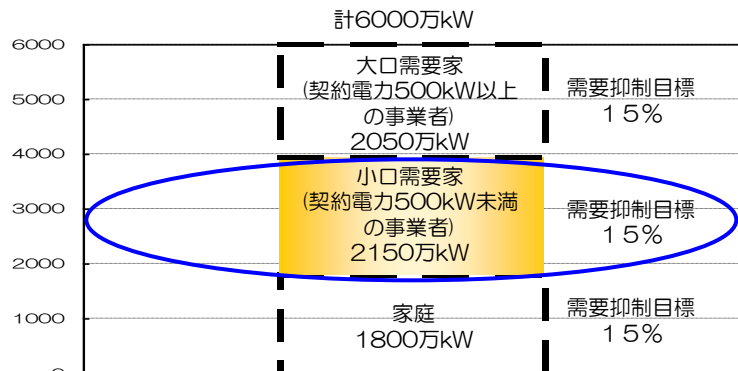 計6000万kW
6000
大口需要家
(契約電力500kW以上
の事業者)
2050万kW
需要抑制目標
15%
5000
4000
小口需要家
(契約電力500kW未満
の事業者)
2150万kW
需要抑制目標
15%
3000
2000
家庭
1800万kW
需要抑制目標
15%
1000